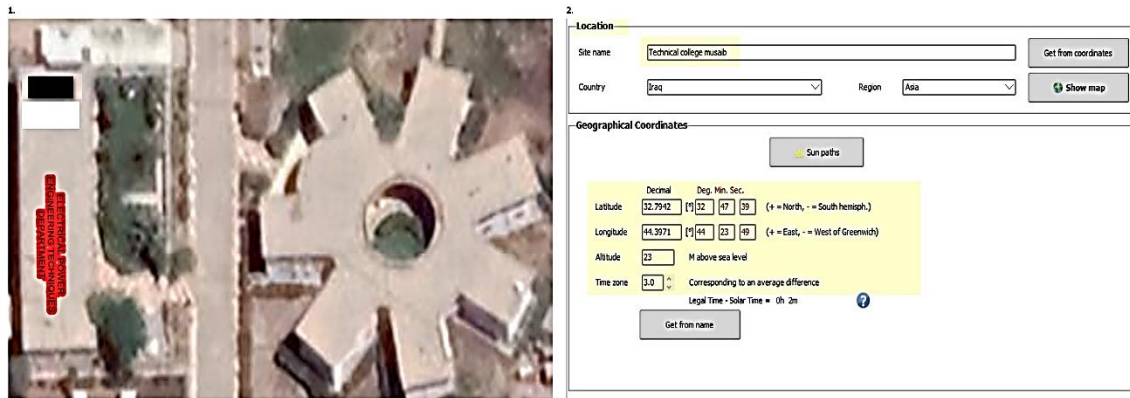 1.
ELECTRICAL POWER
ENGINEERING TECHNIQUES
DEPARTMENT
2.
Location
Site name Technical college musaib Get from coordinates
Country Iraq Region Asia Show map
Geographical Coordinates
Sun paths
Decimal Deg. Min. Sec.
Latitude 32.7942 [°] 32 47 39 (+ = North, - = South hemisph.)
Longitude 44.3971 [°] 44 23 49 (+ = East, - = West of Greenwich)
Altitude 23 M above sea level
Time zone 3.0 Corresponding to an average difference
Legal Time - Solar Time = 0h 2m ?
Get from name